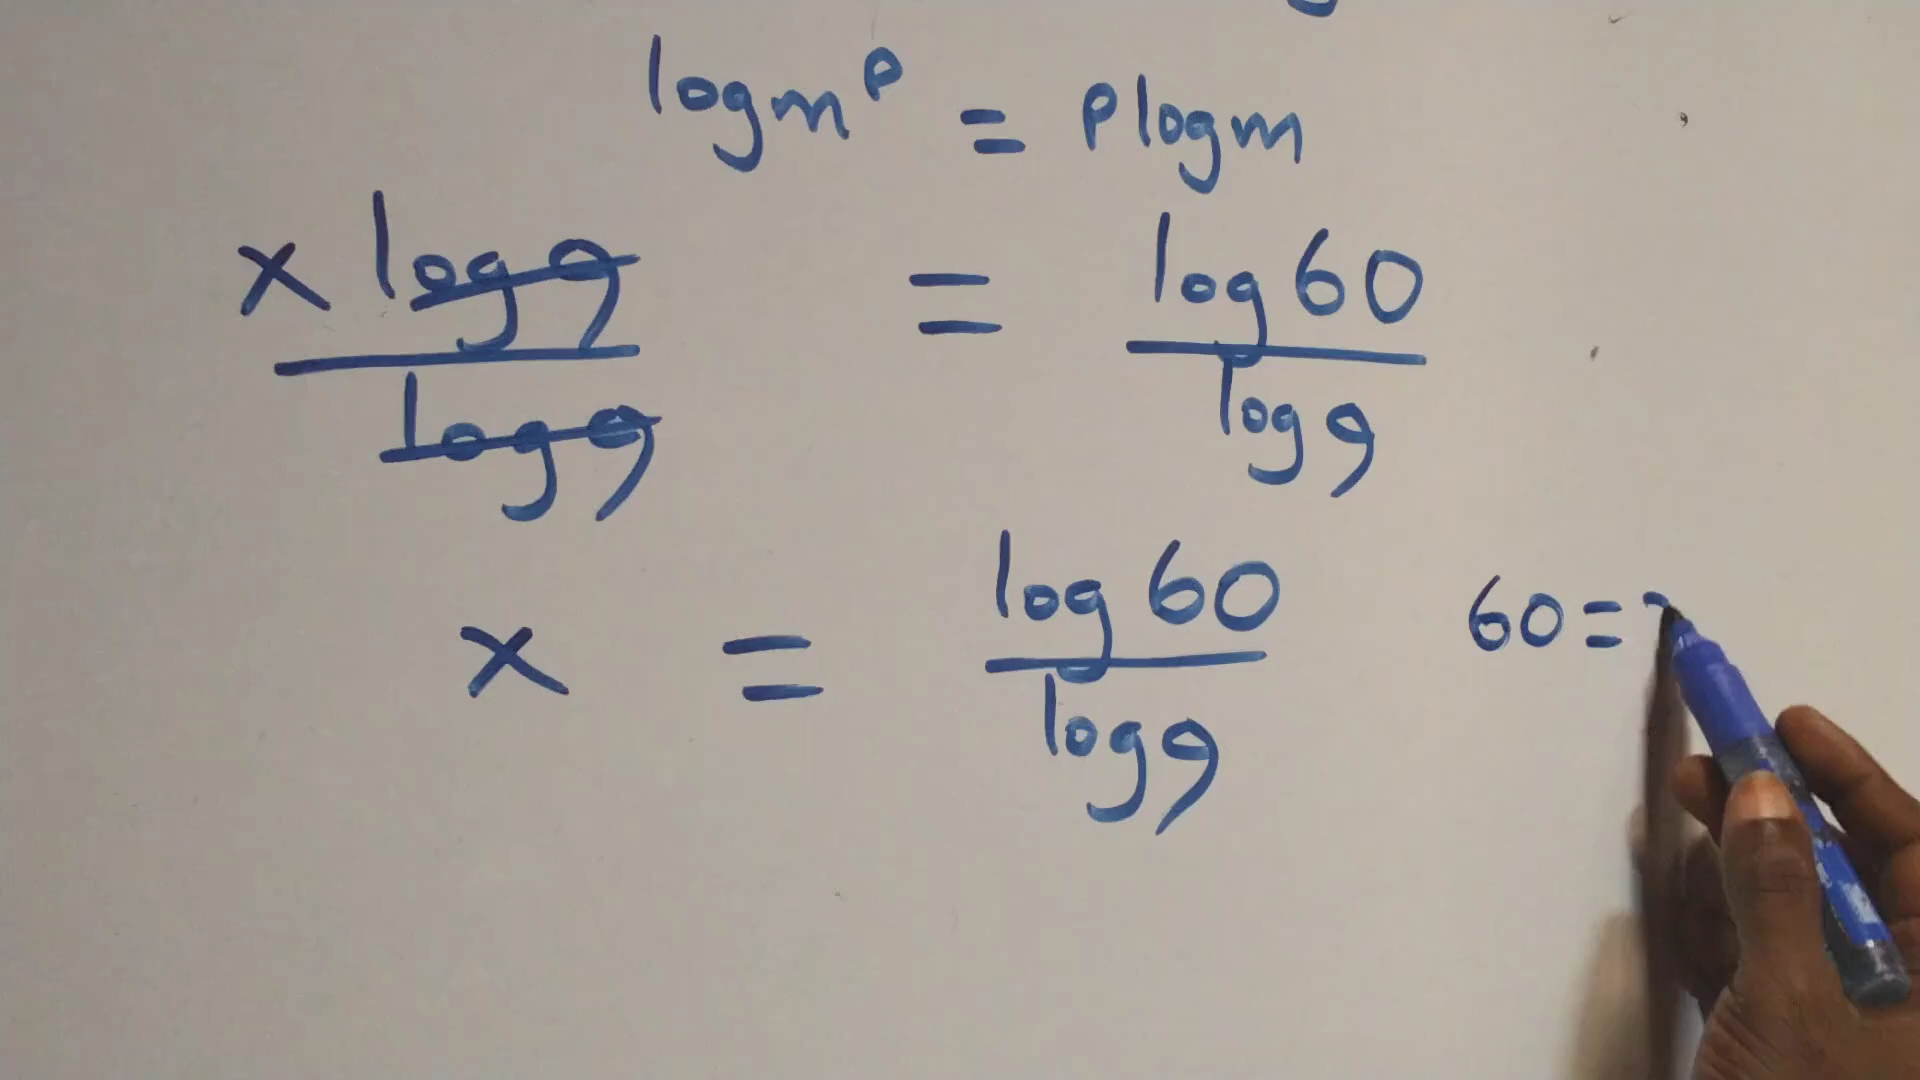 log m^p = p log m
x log 9 / log 9 = log 60 / log 9
x = log 60 / log 9
60 =